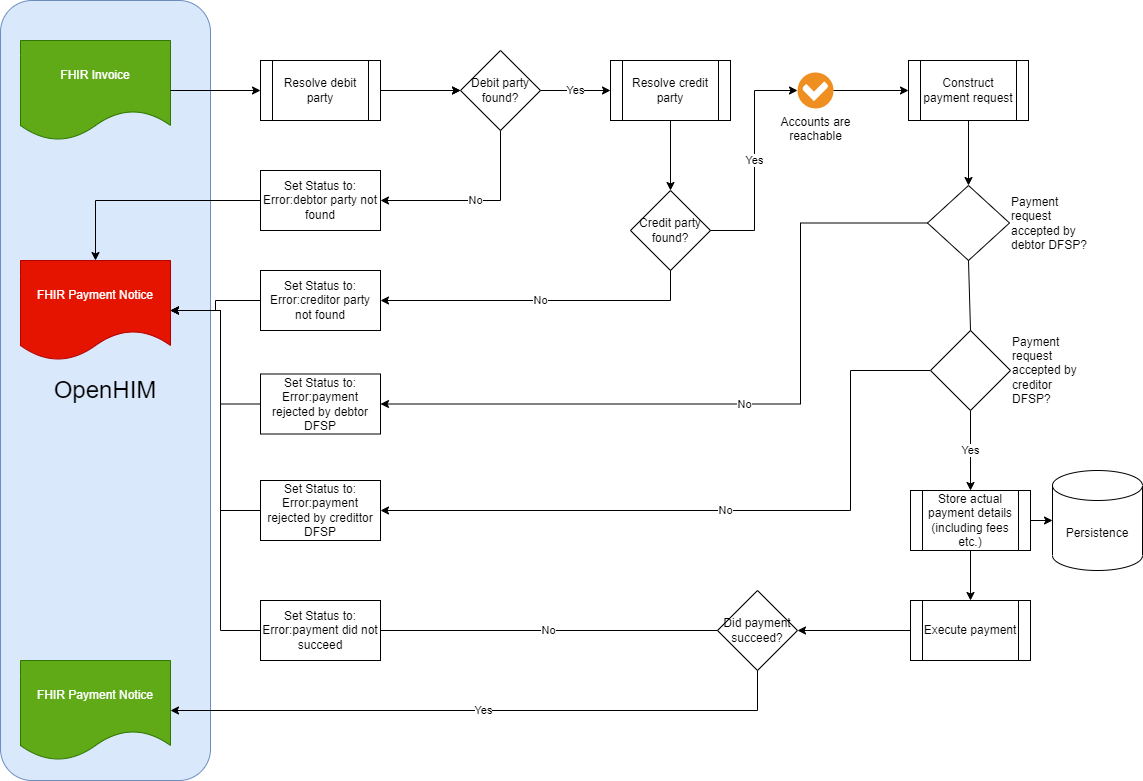 FHIR Invoice
Resolve debit
party
Debit party
found?
Yes
Resolve credit
party
Accounts are
reachable
Construct
payment request
Yes
Set Status to:
Error:debtor party not
found
No
Credit party
found?
Payment
request
accepted by
debtor DFSP?
FHIR Payment Notice
Set Status to:
Error:creditor party
not found
No
OpenHIM
Set Status to:
Error:payment
rejected by debtor
DFSP
No
Payment
request
accepted by
creditor
DFSP?
Yes
Set Status to:
Error:payment
rejected by credittor
DFSP
No
Store actual
payment details
(including fees
etc.)
Persistence
Set Status to:
Error:payment did not
succeed
No
Did payment
succeed?
Execute payment
FHIR Payment Notice
Yes